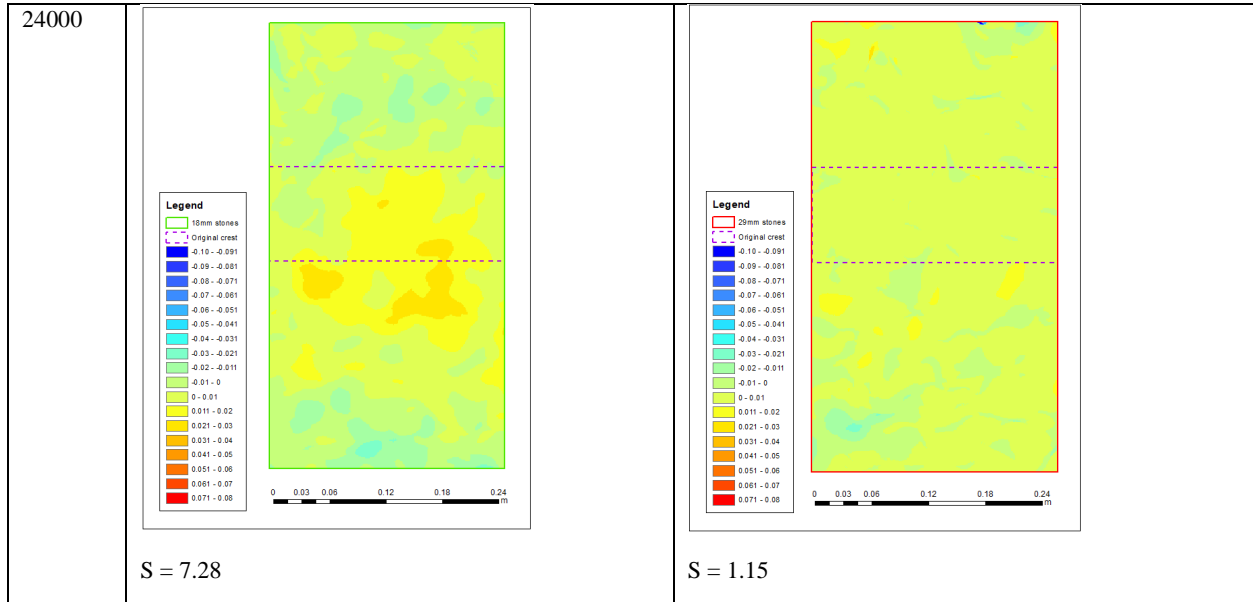 24000
Legend
18mm stones
Original crest
-0.10 - -0.091
-0.09 - -0.081
-0.08 - -0.071
-0.07 - -0.061
-0.06 - -0.051
-0.05 - -0.041
-0.04 - -0.031
-0.03 - -0.021
-0.02 - -0.011
-0.01 - 0
0 - 0.01
0.011 - 0.02
0.021 - 0.03
0.031 - 0.04
0.041 - 0.05
0.051 - 0.06
0.061 - 0.07
0.071 - 0.08
0 0.03 0.06 0.12 0.18 0.24
m
S = 7.28
Legend
29mm stones
Original crest
-0.10 - -0.091
-0.09 - -0.081
-0.08 - -0.071
-0.07 - -0.061
-0.06 - -0.051
-0.05 - -0.041
-0.04 - -0.031
-0.03 - -0.021
-0.02 - -0.011
-0.01 - 0
0 - 0.01
0.011 - 0.02
0.021 - 0.03
0.031 - 0.04
0.041 - 0.05
0.051 - 0.06
0.061 - 0.07
0.071 - 0.08
0 0.03 0.06 0.12 0.18 0.24
m
S = 1.15